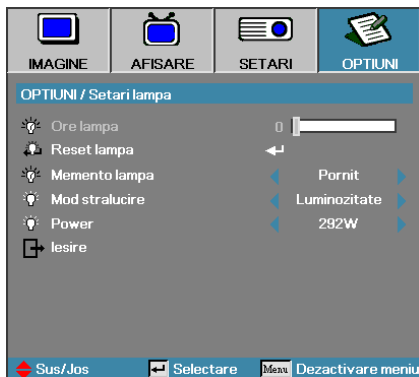 IMAGINE AFISARE SETARI OPTIUNI
OPTIUNI / Setari lampa
Ore lampa 0
Reset lampa
Memento lampa Pornit
Mod stralucire Luminozitate
Power 292W
Iesire
Sus/Jos Selectare Menu Dezactivare meniu